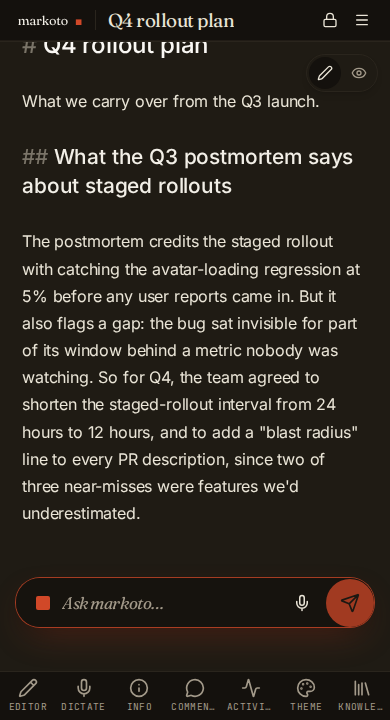 markoto
Q4 rollout plan
# Q4 rollout plan
What we carry over from the Q3 launch.
## What the Q3 postmortem says
about staged rollouts
The postmortem credits the staged rollout
with catching the avatar-loading regression at
5% before any user reports came in. But it
also flags a gap: the bug sat invisible for part
of its window behind a metric nobody was
watching. So for Q4, the team agreed to
shorten the staged-rollout interval from 24
hours to 12 hours, and to add a "blast radius"
line to every PR description, since two of
three near-misses were features we'd
underestimated.
Ask markoto...
EDITOR
DICTATE
INFO
COMMEN…
ACTIVI…
THEME
KNOWLE…